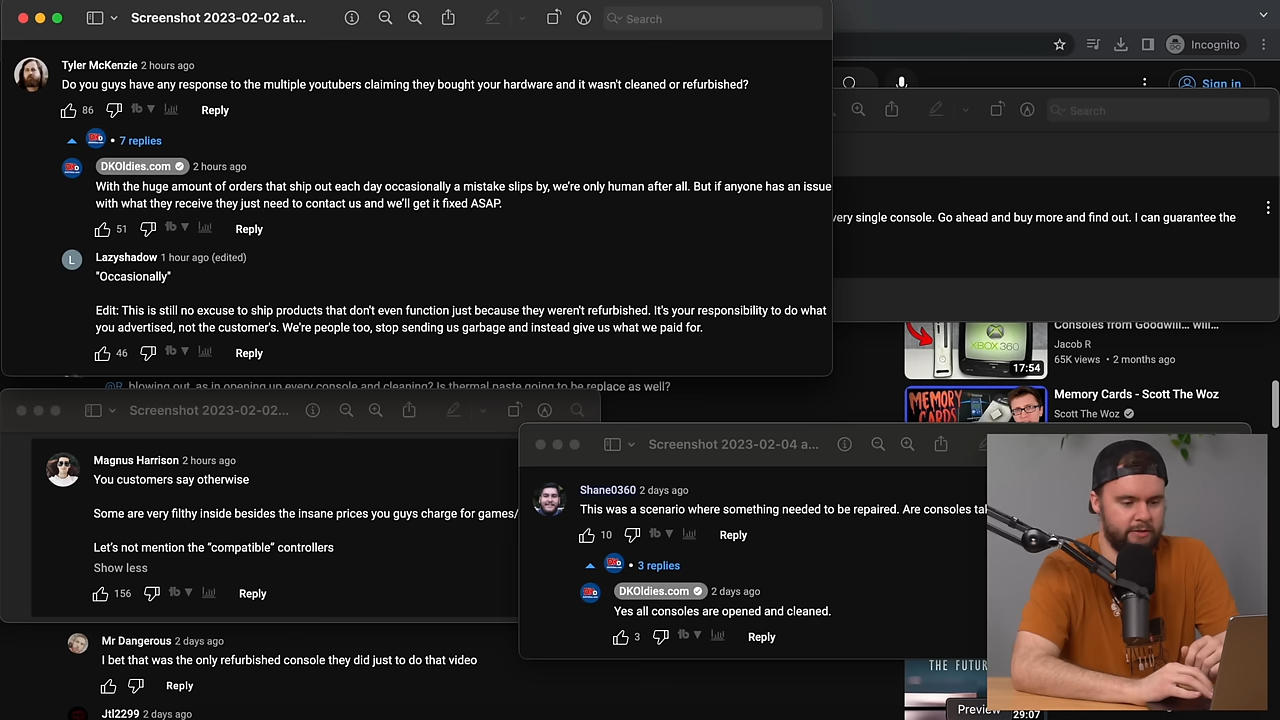 Screenshot 2023-02-02 at...
Search
Tyler McKenzie 2 hours ago
Do you guys have any response to the multiple youtubers claiming they bought your hardware and it wasn't cleaned or refurbished?
86
Reply
7 replies
DKOldies.com 2 hours ago
With the huge amount of orders that ship out each day occasionally a mistake slips by, we're only human after all. But if anyone has an issue
with what they receive they just need to contact us and we'll get it fixed ASAP.
51
Reply
L
Lazyshadow 1 hour ago (edited)
"Occasionally"
Edit: This is still no excuse to ship products that don't even function just because they weren't refurbished. It's your responsibility to do what
you advertised, not the customer's. We're people too, stop sending us garbage and instead give us what we paid for.
46
Reply
Incognito
Sign in
Search
very single console. Go ahead and buy more and find out. I can guarantee the
Consoles from Goodwill... will...
Jacob R
65K views • 2 months ago
XBOX 360
17:54
MEMORY CARDS
Memory Cards - Scott The Woz
Scott The Woz
@R blowing out, as in opening up every console and cleaning? Is thermal paste going to be replace as well?
Screenshot 2023-02-02...
Magnus Harrison 2 hours ago
You customers say otherwise
Some are very filthy inside besides the insane prices you guys charge for games/
Let's not mention the "compatible" controllers
Show less
156
Reply
Screenshot 2023-02-04 a...
Shane0360 2 days ago
This was a scenario where something needed to be repaired. Are consoles tak
10
Reply
3 replies
DKOldies.com 2 days ago
Yes all consoles are opened and cleaned.
3
Reply
Mr Dangerous 2 days ago
I bet that was the only refurbished console they did just to do that video
Reply
Jtl2299 2 days ago
THE FUTUR
Preview
29:07